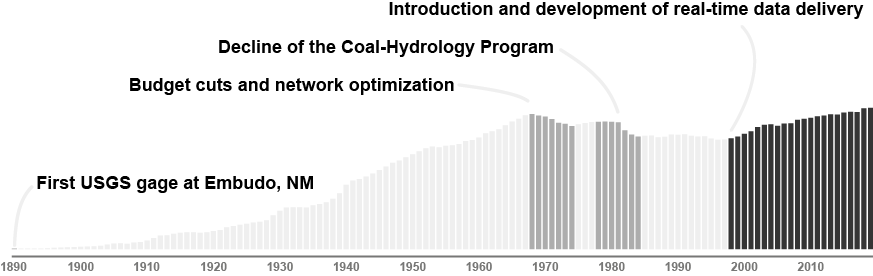 Introduction and development of real-time data delivery
Decline of the Coal-Hydrology Program
Budget cuts and network optimization
First USGS gage at Embudo, NM
1890 1900 1910 1920 1930 1940 1950 1960 1970 1980 1990 2000 2010